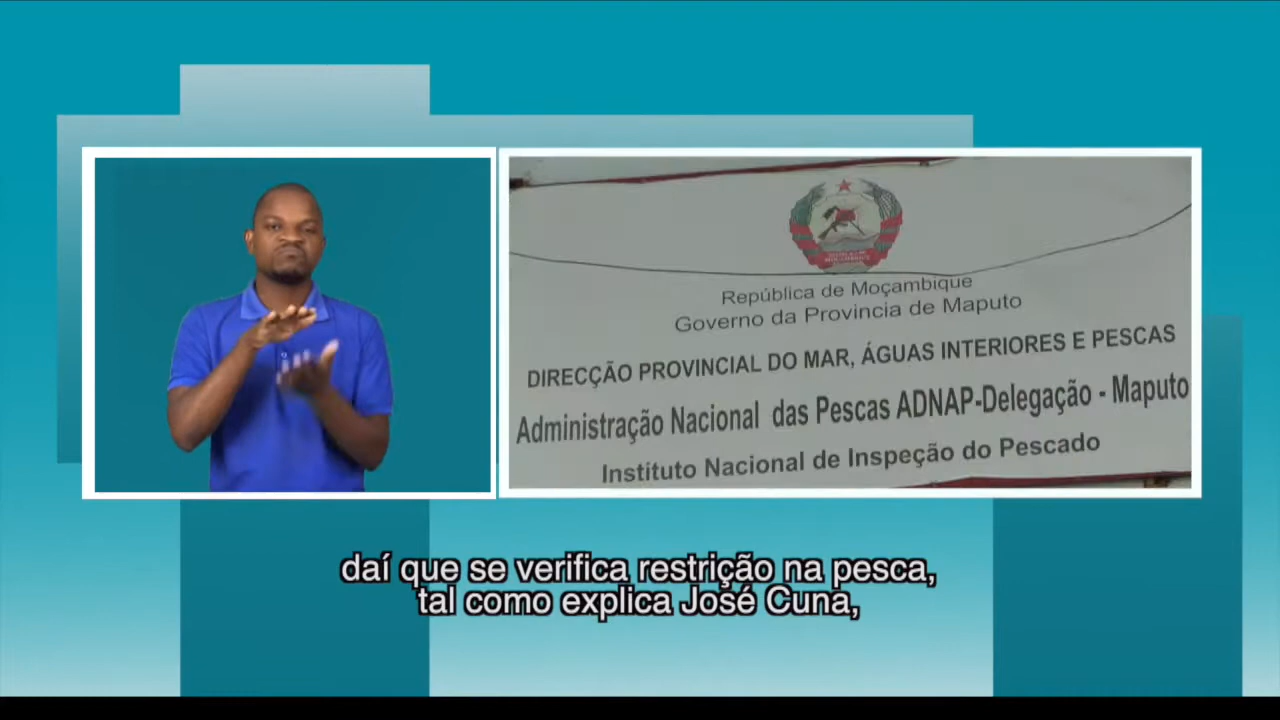 República de Moçambique
Governo da Provincia de Maputo
DIRECÇÃO PROVINCIAL DO MAR, ÁGUAS INTERIORES E PESCAS
Administração Nacional das Pescas ADNAP-Delegação - Maputo
Instituto Nacional de Inspeção do Pescado
daí que se verifica restrição na pesca,
tal como explica José Cuna,